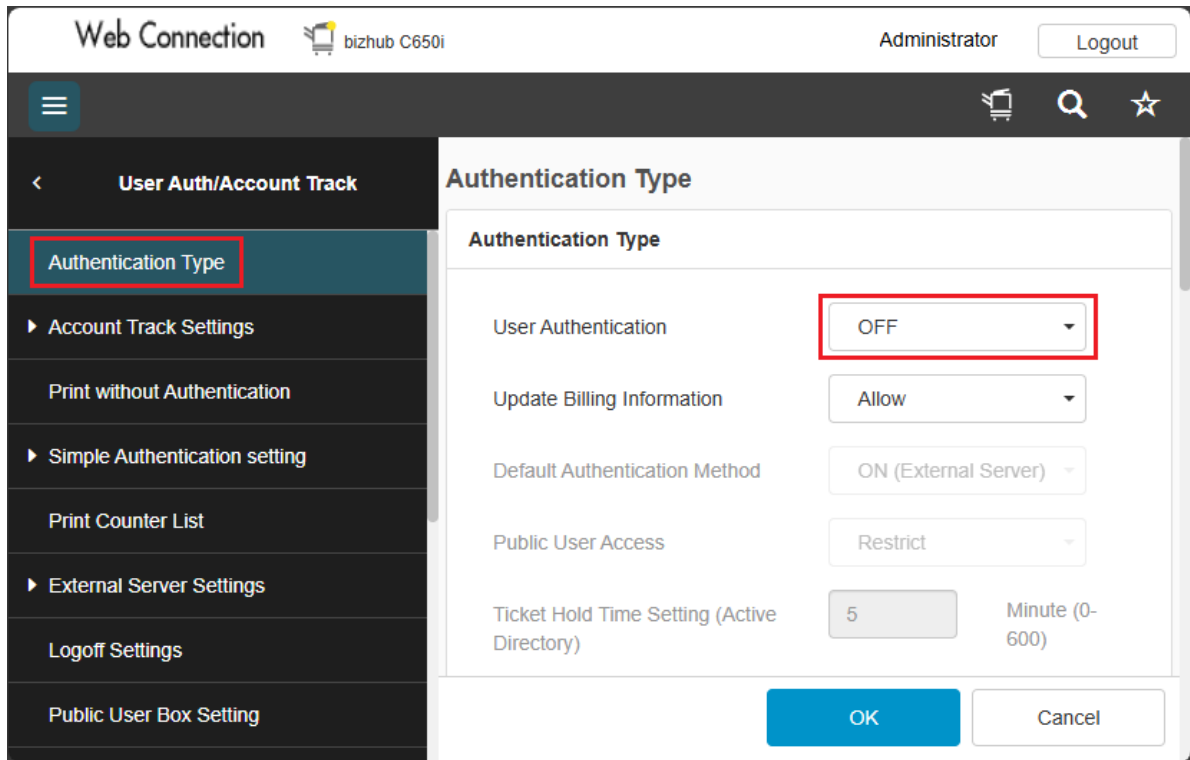 Web Connection
bizhub C650i
Administrator
Logout
User Auth/Account Track
Authentication Type
Account Track Settings
Print without Authentication
Simple Authentication setting
Print Counter List
External Server Settings
Logoff Settings
Public User Box Setting
Authentication Type
Authentication Type
User Authentication
OFF
Update Billing Information
Allow
Default Authentication Method
ON (External Server)
Public User Access
Restrict
Ticket Hold Time Setting (Active
Directory)
5
Minute (0-
600)
OK
Cancel